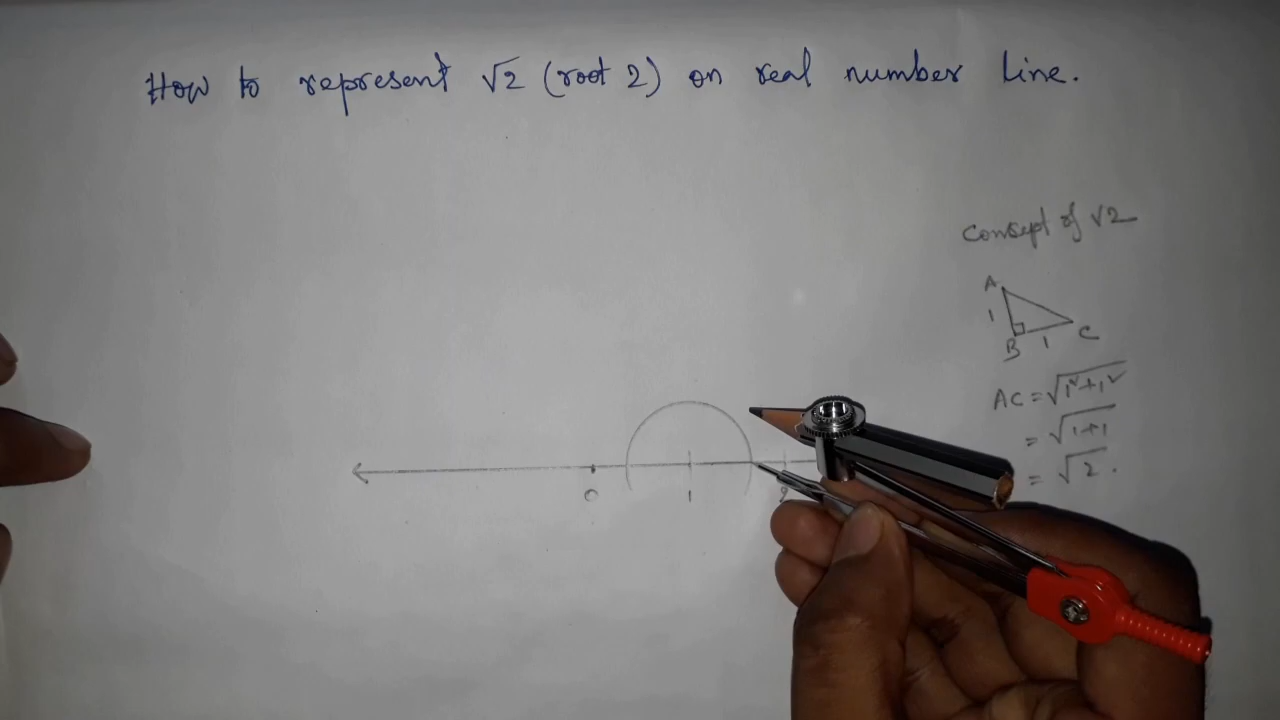 How to represent √2 (root 2) on real number line.
Concept of √2
A
1
B 1 C
AC = √1²+1²
= √1+1
= √2.
0 1 2